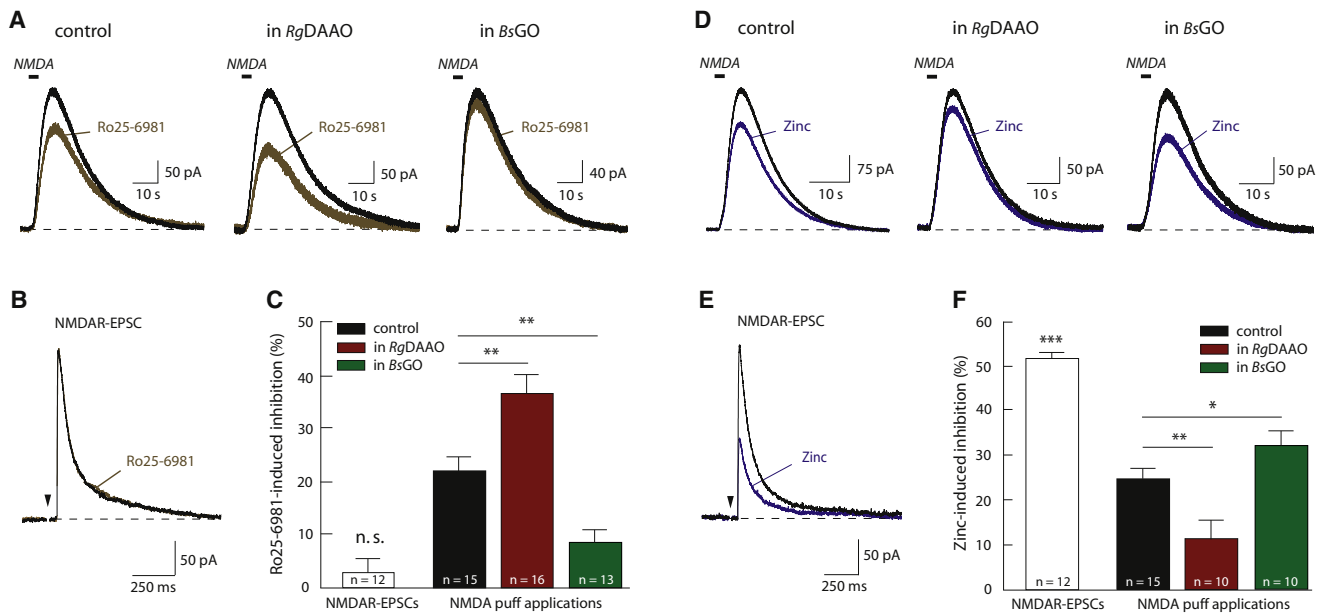 A
control
in RgDAAO
in BsGO
NMDA
NMDA
NMDA
Ro25-6981
Ro25-6981
Ro25-6981
50 pA
10 s
50 pA
10 s
40 pA
10 s
D
control
in RgDAAO
in BsGO
NMDA
NMDA
NMDA
Zinc
Zinc
Zinc
75 pA
10 s
50 pA
10 s
50 pA
10 s
B
NMDAR-EPSC
Ro25-6981
50 pA
250 ms
C
Ro25-6981-induced inhibition (%)
50
40
30
20
10
0
control
in RgDAAO
in BsGO
**
**
n. s.
n = 12
n = 15
n = 16
n = 13
NMDAR-EPSCs
NMDA puff applications
E
NMDAR-EPSC
Zinc
50 pA
250 ms
F
Zinc-induced inhibition (%)
60
50
40
30
20
10
0
***
control
in RgDAAO
in BsGO
*
**
n = 12
n = 15
n = 10
n = 10
NMDAR-EPSCs
NMDA puff applications